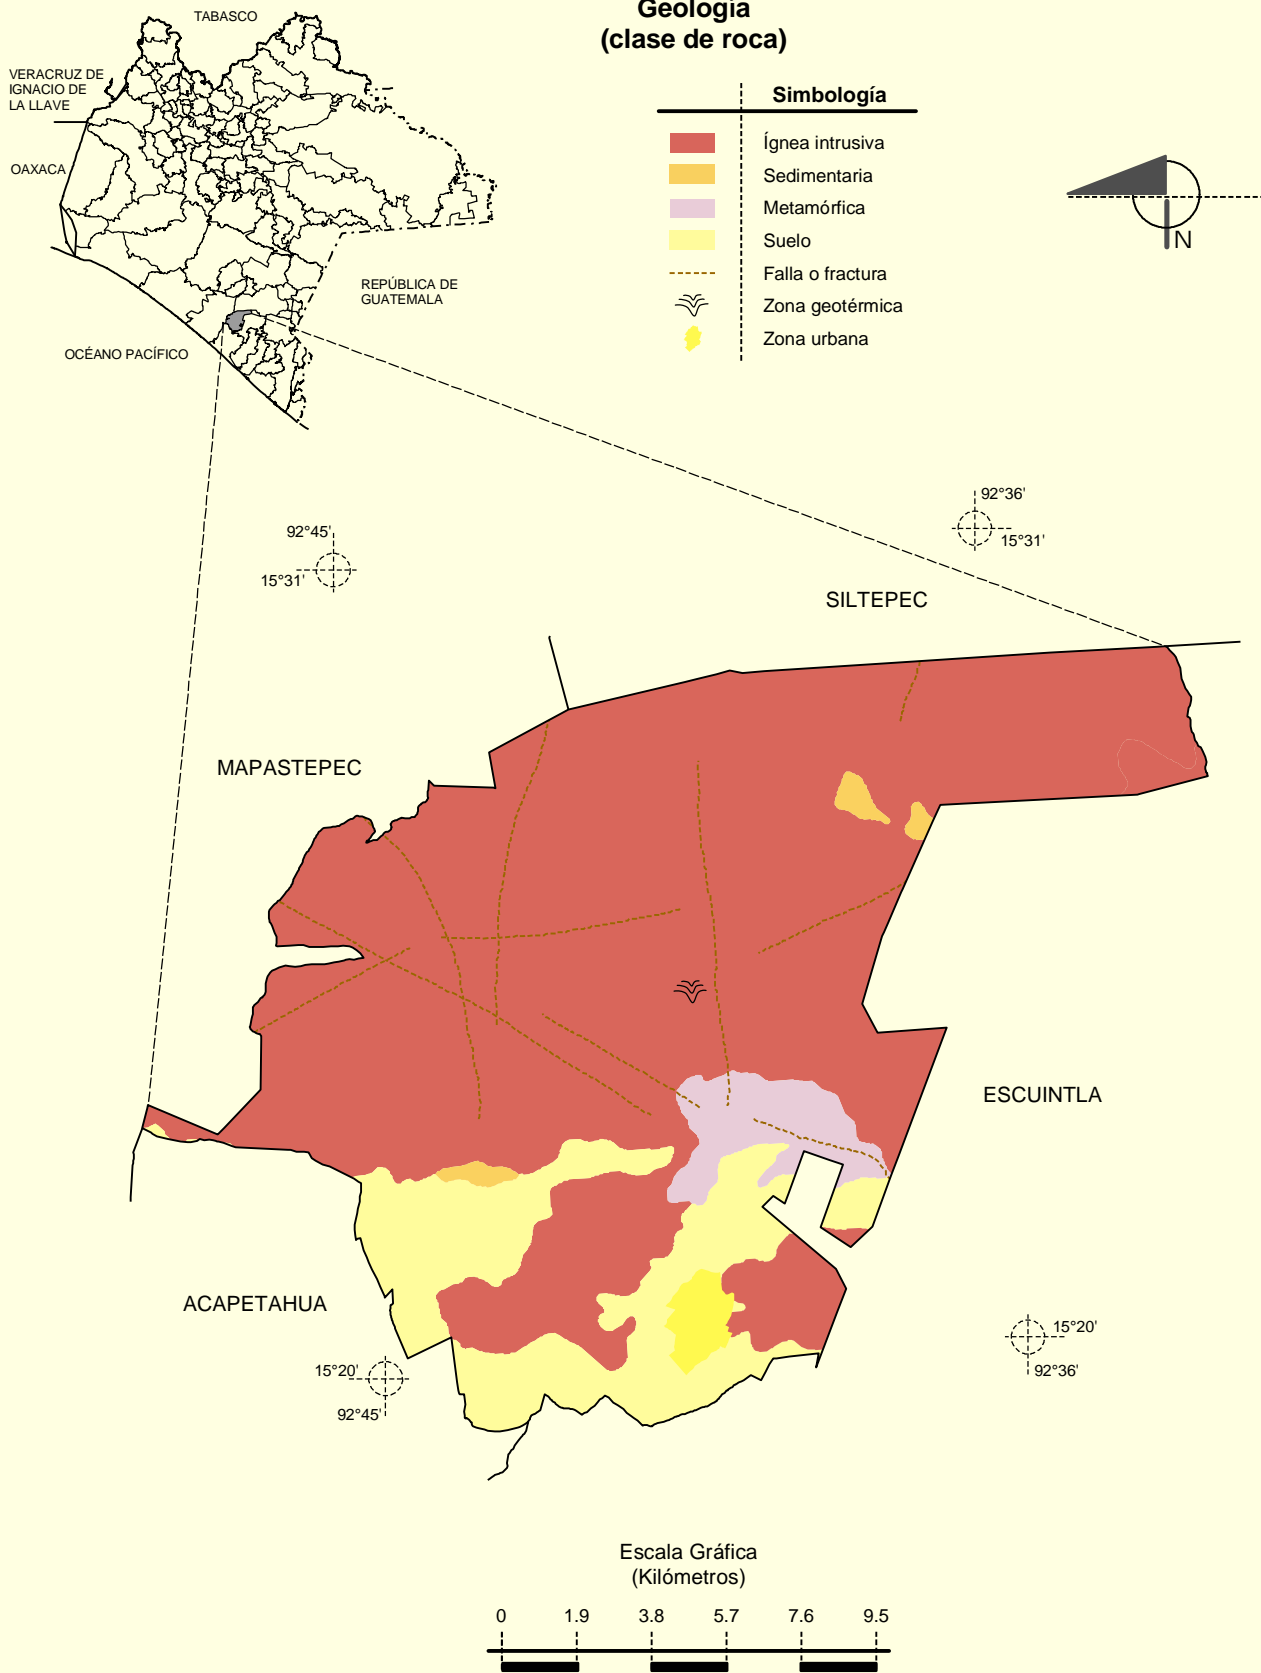 Geología
(clase de roca)
TABASCO
VERACRUZ DE
IGNACIO DE
LA LLAVE
OAXACA
REPÚBLICA DE
GUATEMALA
OCÉANO PACÍFICO
Simbología
Ígnea intrusiva
Sedimentaria
Metamórfica
Suelo
Falla o fractura
Zona geotérmica
Zona urbana
N
92°36'
15°31'
92°45'
15°31'
SILTEPEC
MAPASTEPEC
ESCUINTLA
ACAPETAHUA
15°20'
92°36'
15°20'
92°45'
Escala Gráfica
(Kilómetros)
0 1.9 3.8 5.7 7.6 9.5